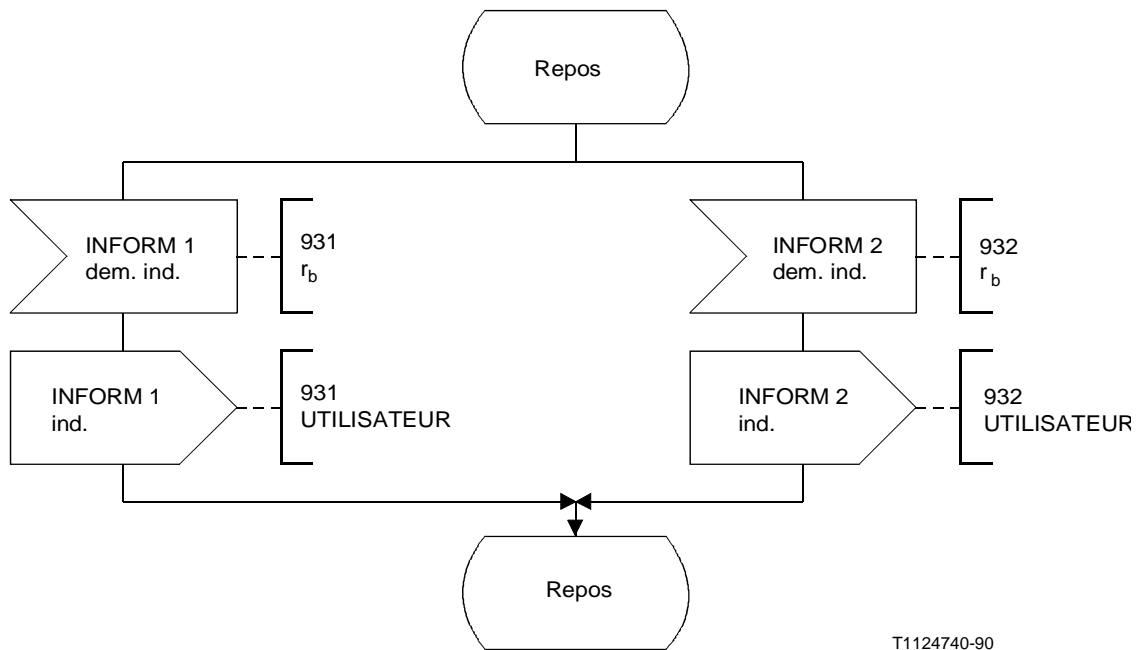 Repos
INFORM 1
dem. ind.
931
r_b
INFORM 2
dem. ind.
932
r_b
INFORM 1
ind.
931
UTILISATEUR
INFORM 2
ind.
932
UTILISATEUR
Repos
T1124740-90